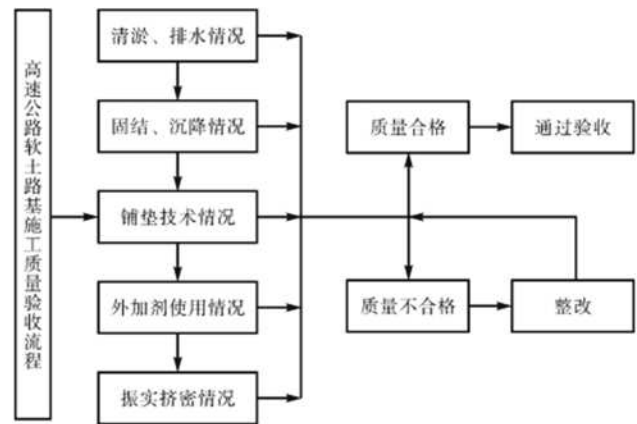 高速公路软土路基施工质量验收流程
清淤、排水情况
固结、沉降情况
铺垫技术情况
外加剂使用情况
振实挤密情况
质量合格
通过验收
质量不合格
整改